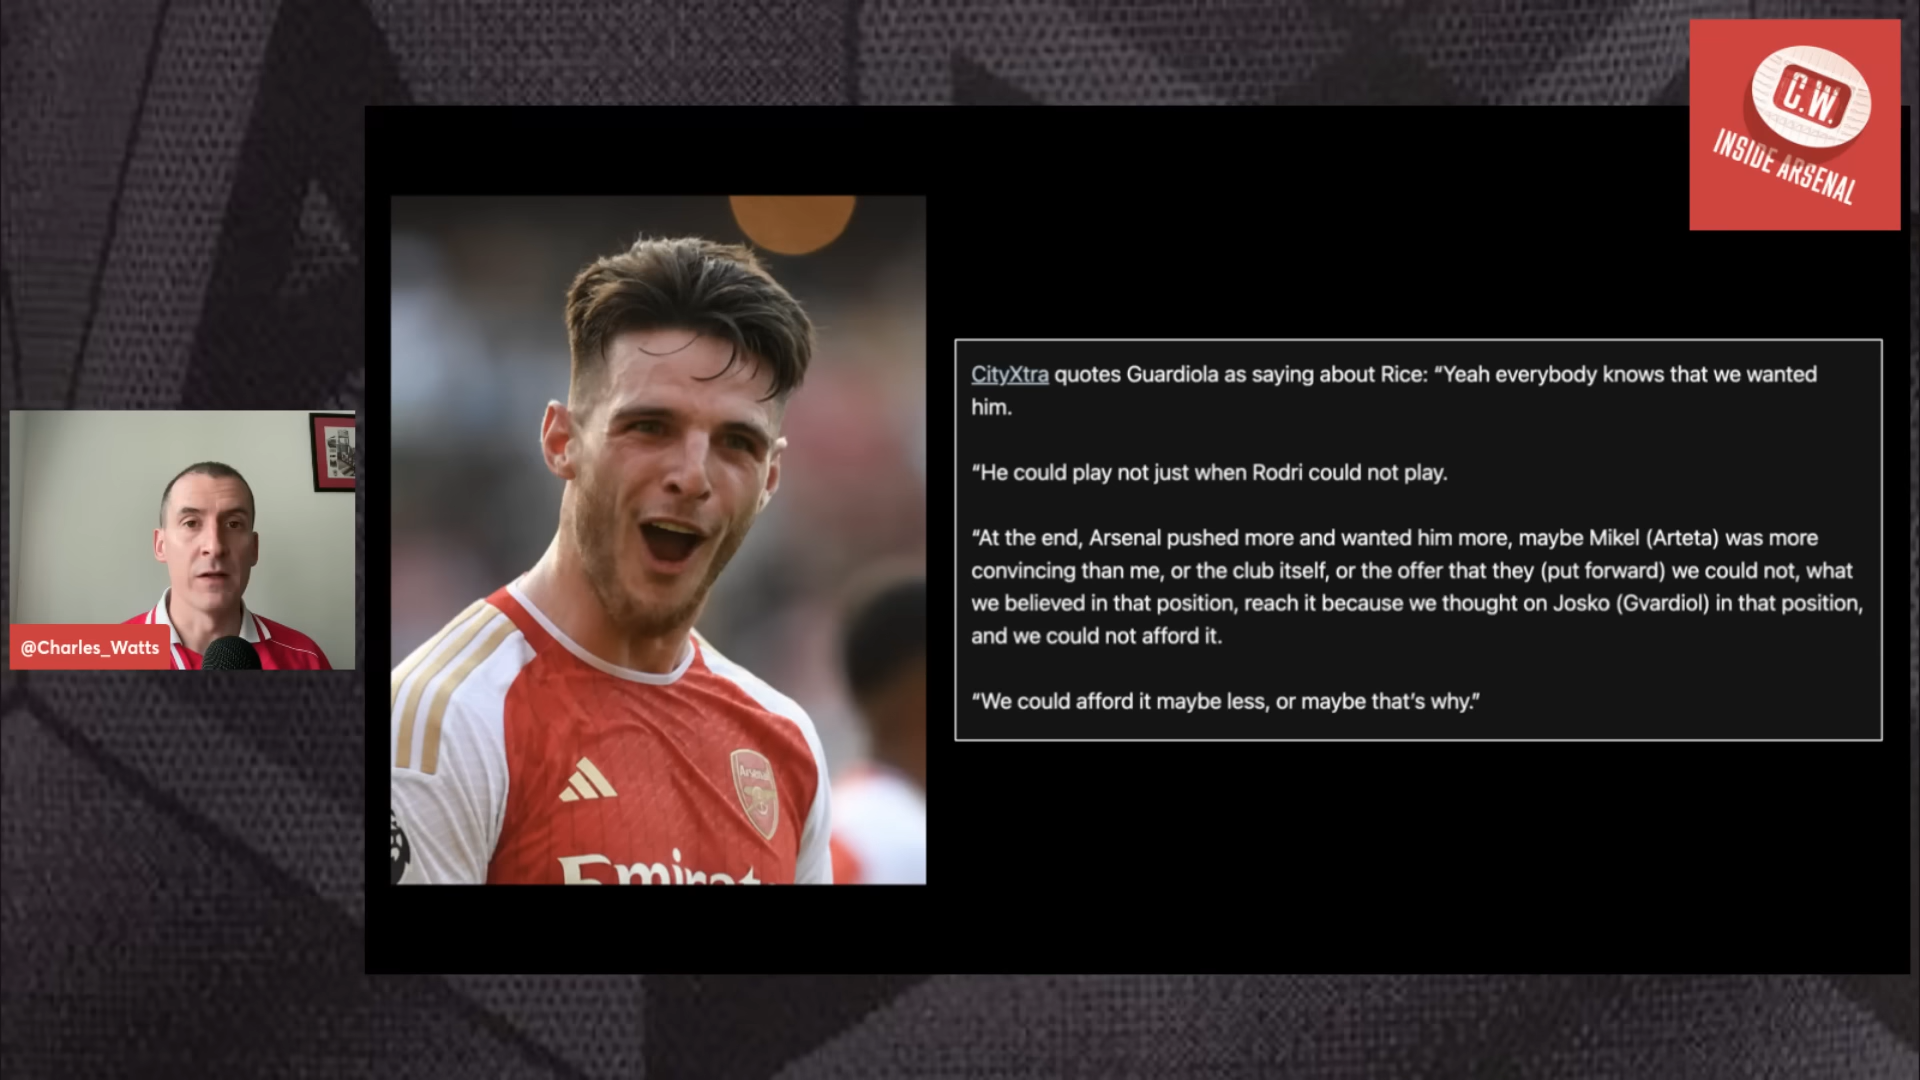 C.W.
INSIDE ARSENAL
CityXtra quotes Guardiola as saying about Rice: “Yeah everybody knows that we wanted
him.
“He could play not just when Rodri could not play.
“At the end, Arsenal pushed more and wanted him more, maybe Mikel (Arteta) was more
convincing than me, or the club itself, or the offer that they (put forward) we could not, what
we believed in that position, reach it because we thought on Josko (Gvardiol) in that position,
and we could not afford it.
“We could afford it maybe less, or maybe that’s why.”
@Charles_Watts
Arsenal
Emirat